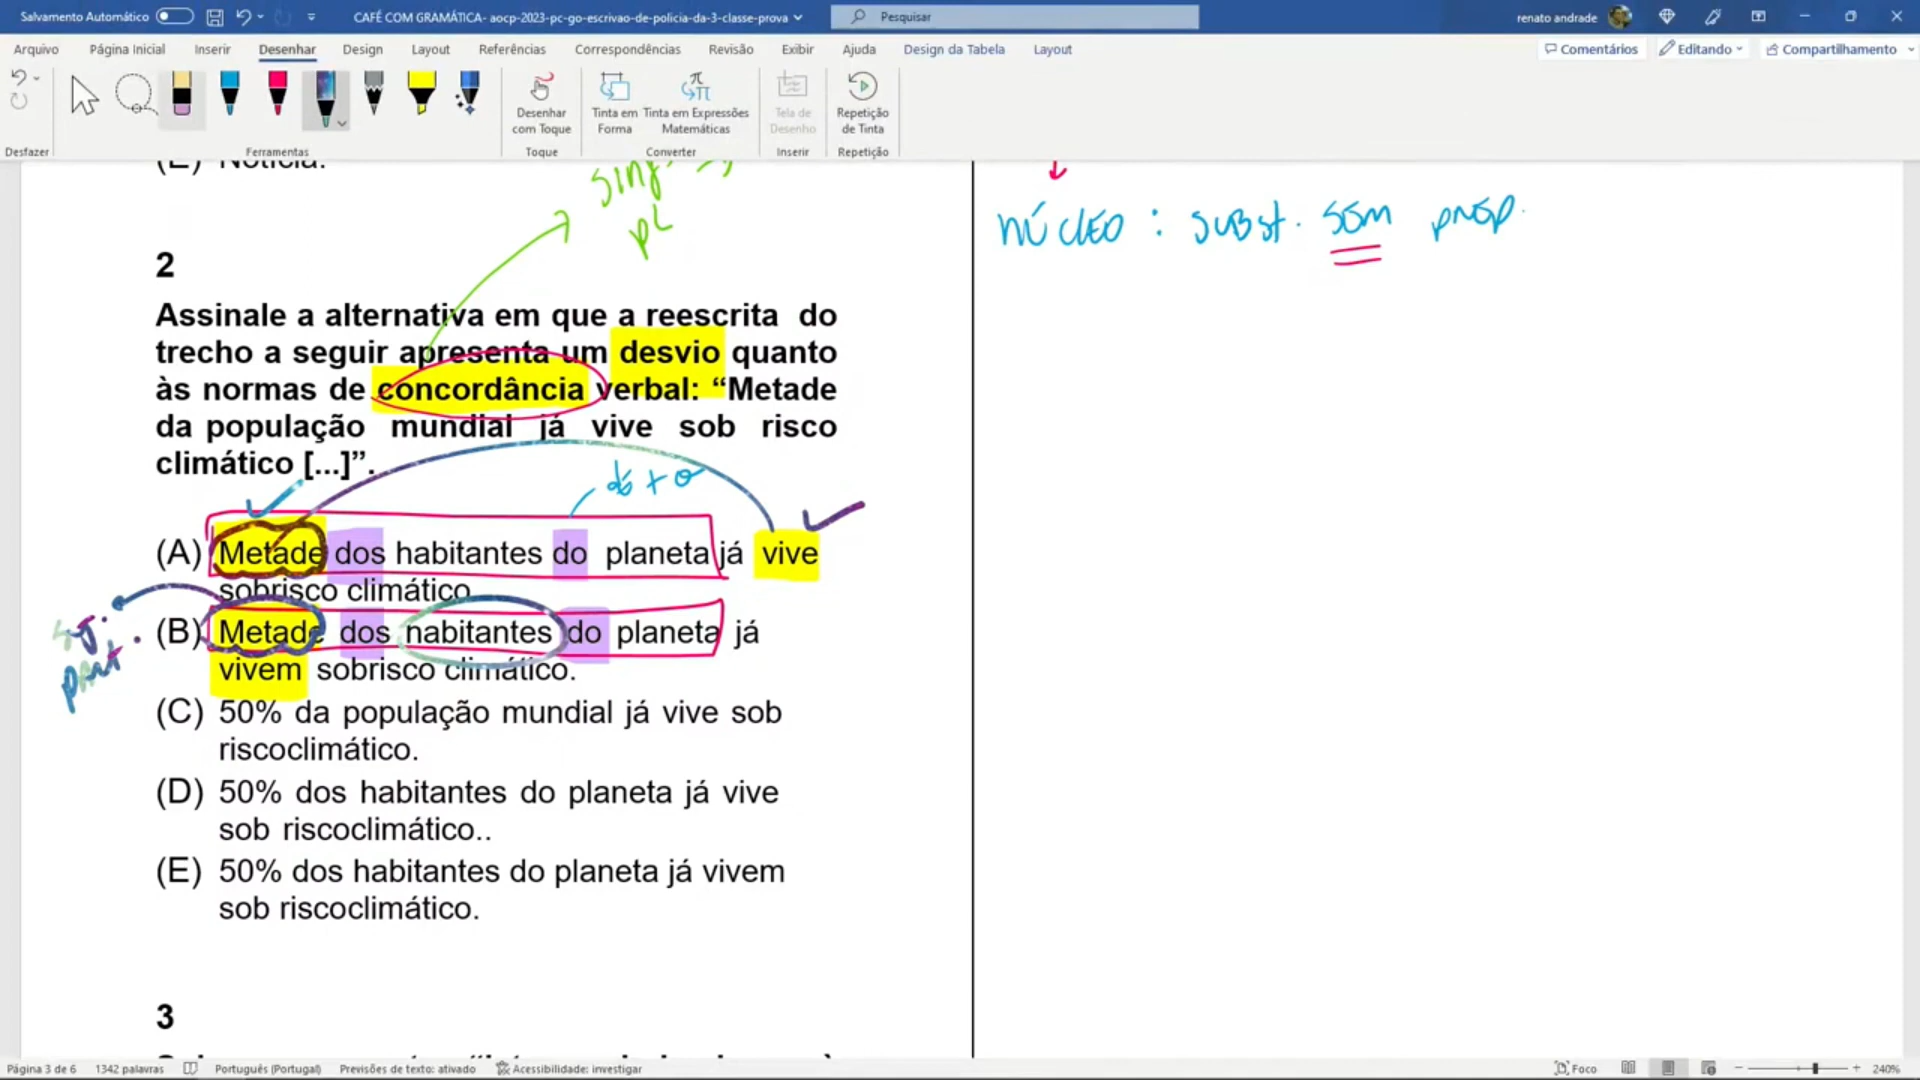 Salvamento Automático
CAFÉ COM GRAMÁTICA- aocp-2023-pc-go-escrivao-de-policia-da-3-classe-prova
Pesquisar
renato andrade
Arquivo Página Inicial Inserir Desenhar Design Layout Referências Correspondências Revisão Exibir Ajuda Design da Tabela Layout
Comentários Editando Compartilhamento
Desenhar com Toque
Tinta em Forma
Tinta em Expressões Matemáticas
Tela de Desenho
Repetição de Tinta
Desfazer Ferramentas Toque Converter Inserir Repetição
(E) Notícia.
sing.
pl
NÚCLEO : SUBST. SEM PREP.
2
Assinale a alternativa em que a reescrita do
trecho a seguir apresenta um desvio quanto
às normas de concordância verbal: “Metade
da população mundial já vive sob risco
climático [...]”.
de + o
(A) Metade dos habitantes do planeta já vive
sobrisco climático
sj.
part.
(B) Metade dos habitantes do planeta já
vivem sobrisco climático.
(C) 50% da população mundial já vive sob
riscoclimático.
(D) 50% dos habitantes do planeta já vive
sob riscoclimático..
(E) 50% dos habitantes do planeta já vivem
sob riscoclimático.
3
Página 3 de 6 1342 palavras Português (Portugal) Previsões de texto: ativado Acessibilidade: investigar Foco 240%